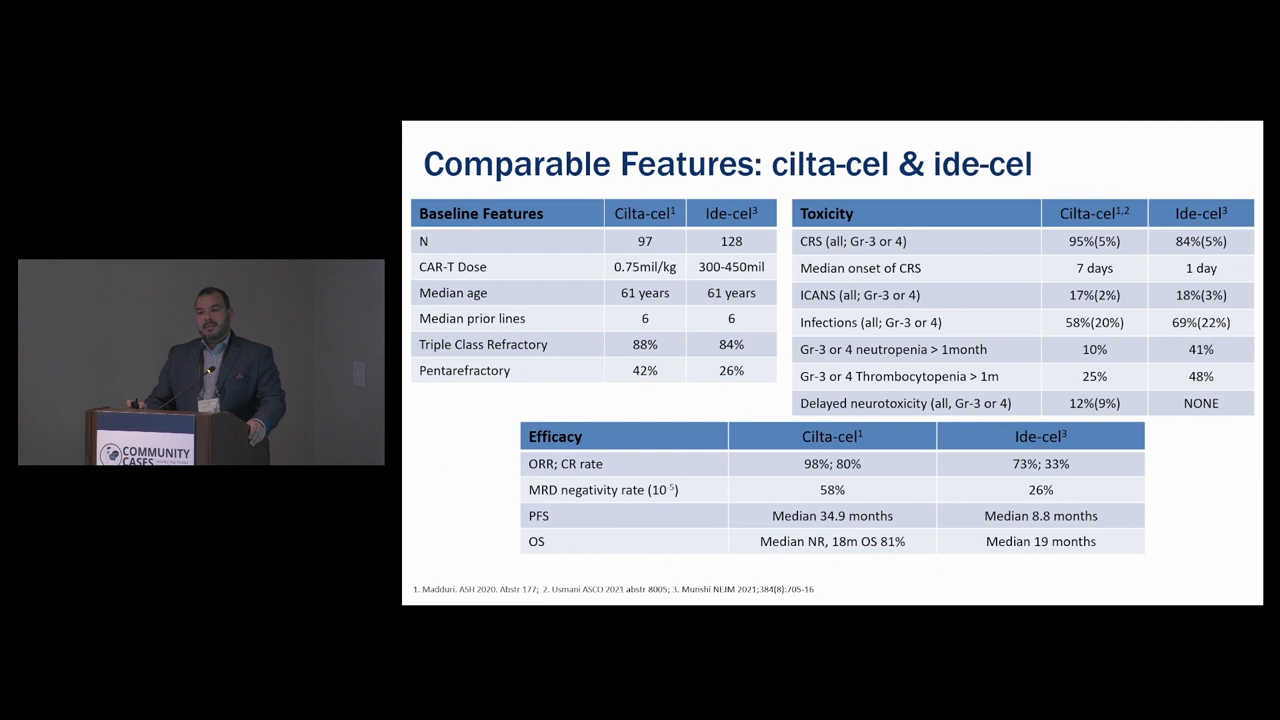 Comparable Features: cilta-cel & ide-cel
Baseline Features Cilta-cel1 Ide-cel3
N 97 128
CAR-T Dose 0.75mil/kg 300-450mil
Median age 61 years 61 years
Median prior lines 6 6
Triple Class Refractory 88% 84%
Pentarefractory 42% 26%
Toxicity Cilta-cel1,2 Ide-cel3
CRS (all; Gr-3 or 4) 95%(5%) 84%(5%)
Median onset of CRS 7 days 1 day
ICANS (all; Gr-3 or 4) 17%(2%) 18%(3%)
Infections (all; Gr-3 or 4) 58%(20%) 69%(22%)
Gr-3 or 4 neutropenia > 1month 10% 41%
Gr-3 or 4 Thrombocytopenia > 1m 25% 48%
Delayed neurotoxicity (all, Gr-3 or 4) 12%(9%) NONE
Efficacy Cilta-cel1 Ide-cel3
ORR; CR rate 98%; 80% 73%; 33%
MRD negativity rate (10-5) 58% 26%
PFS Median 34.9 months Median 8.8 months
OS Median NR, 18m OS 81% Median 19 months
1. Madduri. ASH 2020. Abstr 177; 2. Usmani ASCO 2021 abstr 8005; 3. Munshi NEJM 2021;384(8):705-16
COMMUNITY
CASES